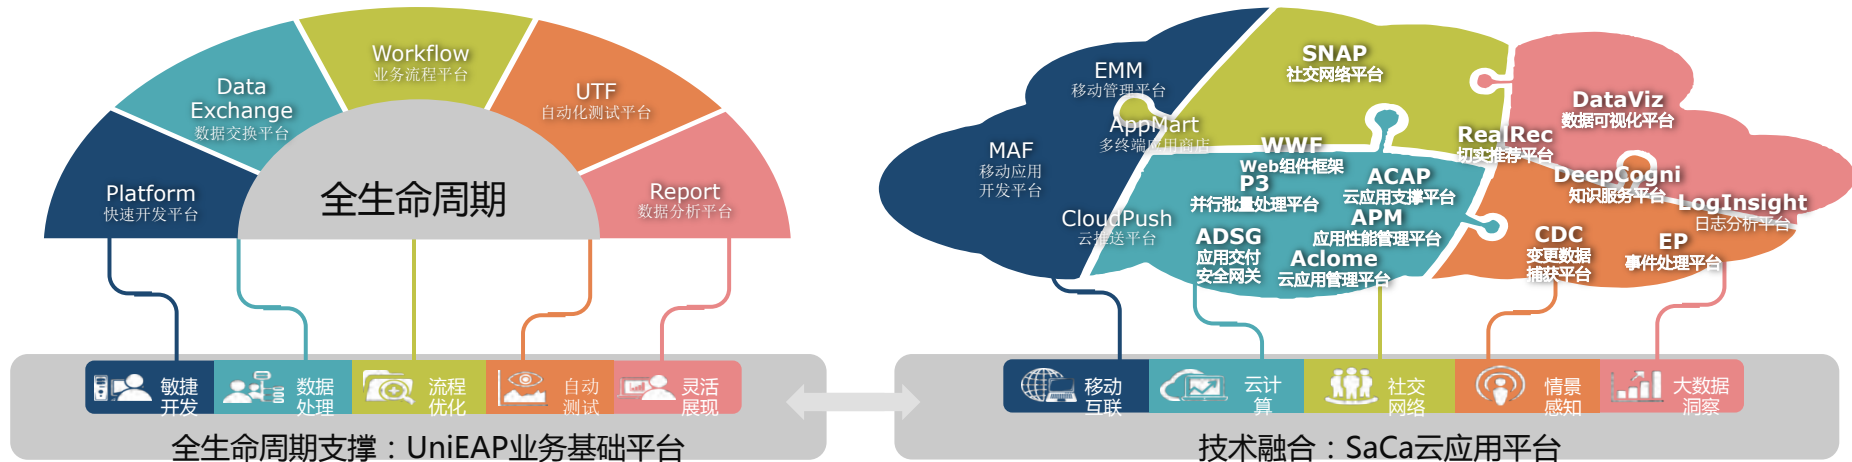 Workflow
业务流程平台
Data
Exchange
数据交换平台
UTF
自动化测试平台
Platform
快速开发平台
全生命周期
Report
数据分析平台
敏捷
开发
数据
处理
流程
优化
自动
测试
灵活
展现
全生命周期支撑：UniEAP业务基础平台
EMM
移动管理平台
AppMart
多终端应用商店
MAF
移动应用
开发平台
CloudPush
云推送平台
SNAP
社交网络平台
WWF
Web组件框架
P3
并行批量处理平台
ACAP
云应用支撑平台
APM
应用性能管理平台
ADSG
应用交付
安全网关
Aclome
云应用管理平台
DataViz
数据可视化平台
RealRec
切实推荐平台
DeepCogni
知识服务平台
LogInsight
日志分析平台
CDC
变更数据
捕获平台
EP
事件处理平台
移动
互联
云计
算
社交
网络
情景
感知
大数据
洞察
技术融合：SaCa云应用平台